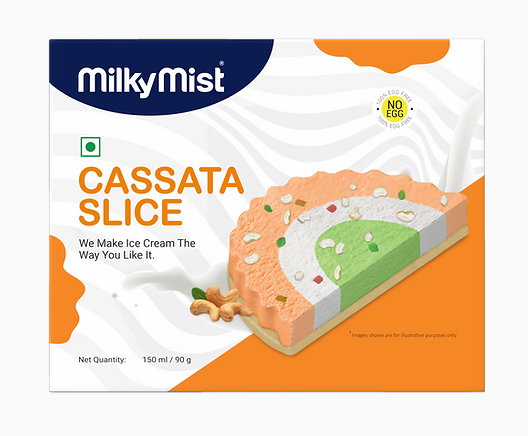 MilkyMist®
100% EGG FREE
NO
EGG
100% EGG FREE
CASSATA
SLICE
We Make Ice Cream The
Way You Like It.
*Images shown are for illustrative purposes only
Net Quantity: 150 ml / 90 g